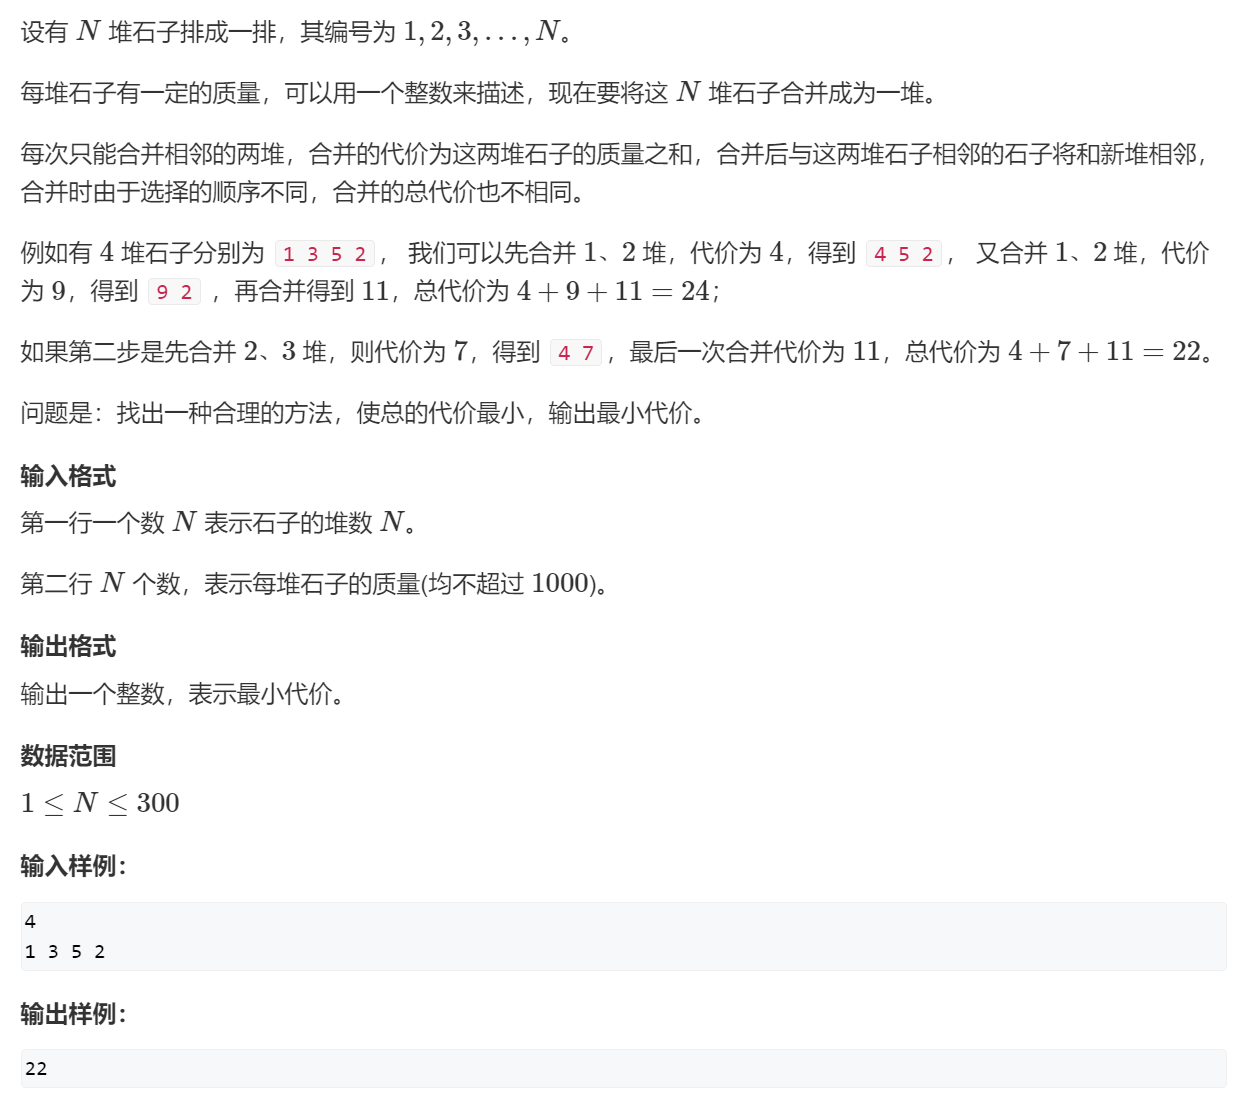 设有 N 堆石子排成一排，其编号为 1, 2, 3, …, N。
每堆石子有一定的质量，可以用一个整数来描述，现在要将这 N 堆石子合并成为一堆。
每次只能合并相邻的两堆，合并的代价为这两堆石子的质量之和，合并后与这两堆石子相邻的石子将和新堆相邻，
合并时由于选择的顺序不同，合并的总代价也不相同。
例如有 4 堆石子分别为 1 3 5 2， 我们可以先合并 1、2 堆，代价为 4，得到 4 5 2， 又合并 1、2 堆，代价
为 9，得到 9 2 ，再合并得到 11，总代价为 4 + 9 + 11 = 24；
如果第二步是先合并 2、3 堆，则代价为 7，得到 4 7，最后一次合并代价为 11，总代价为 4 + 7 + 11 = 22。
问题是：找出一种合理的方法，使总的代价最小，输出最小代价。
输入格式
第一行一个数 N 表示石子的堆数 N。
第二行 N 个数，表示每堆石子的质量(均不超过 1000)。
输出格式
输出一个整数，表示最小代价。
数据范围
1 ≤ N ≤ 300
输入样例：
4
1 3 5 2
输出样例：
22